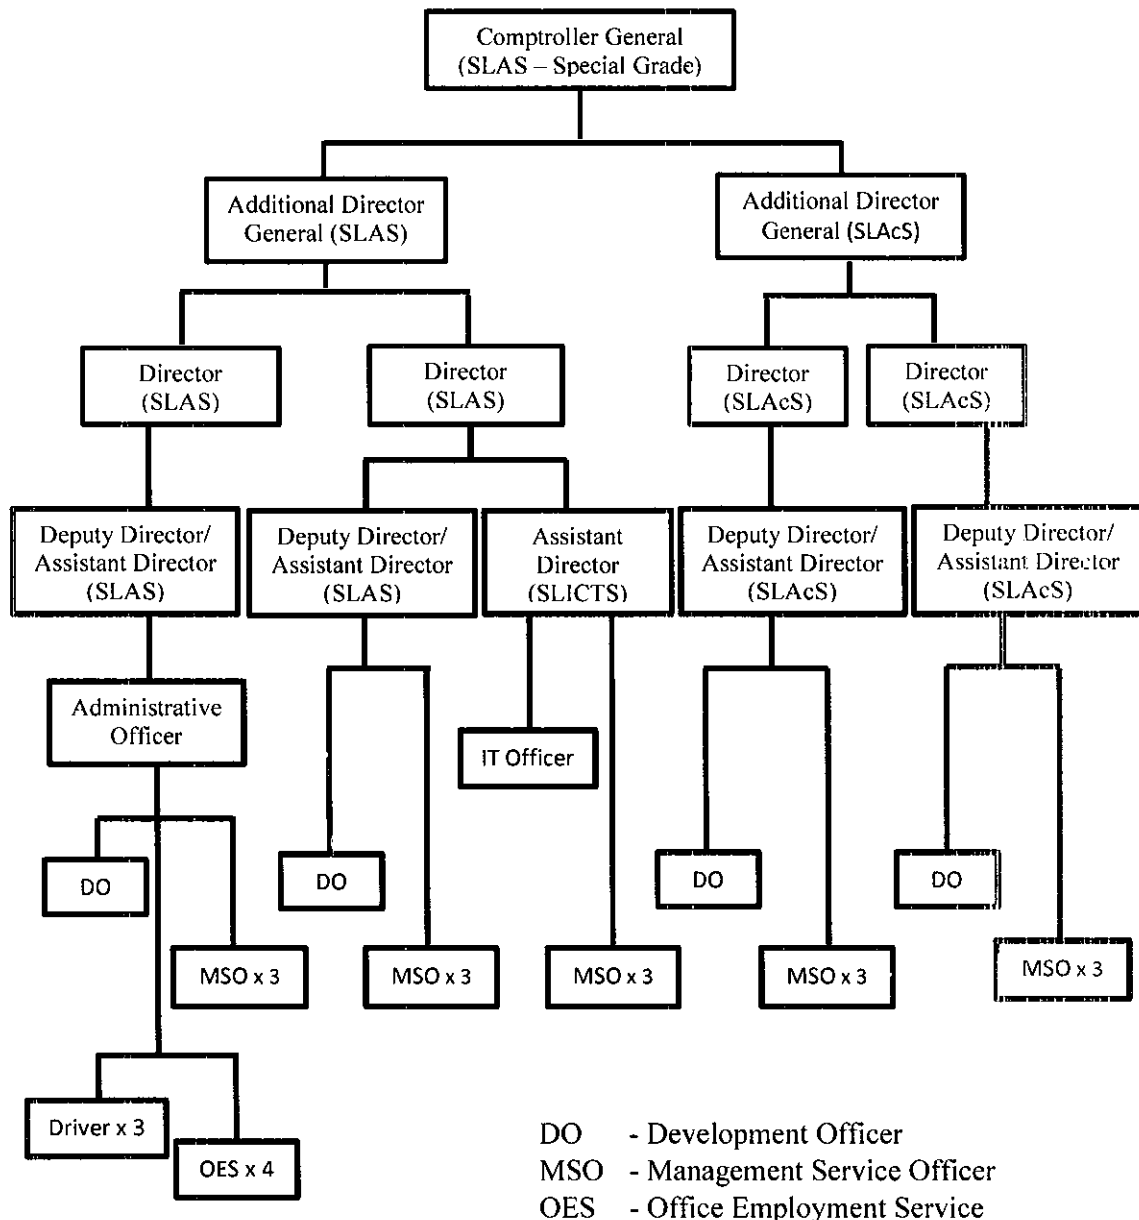 Comptroller General
(SLAS – Special Grade)
Additional Director
General (SLAS)
Additional Director
General (SLAcS)
Director
(SLAS)
Director
(SLAS)
Director
(SLAcS)
Director
(SLAcS)
Deputy Director/
Assistant Director
(SLAS)
Deputy Director/
Assistant Director
(SLAS)
Assistant
Director
(SLICTS)
Deputy Director/
Assistant Director
(SLAcS)
Deputy Director/
Assistant Director
(SLAcS)
Administrative
Officer
IT Officer
DO
DO
DO
DO
MSO x 3
MSO x 3
MSO x 3
MSO x 3
MSO x 3
Driver x 3
OES x 4
DO - Development Officer
MSO - Management Service Officer
OES - Office Employment Service